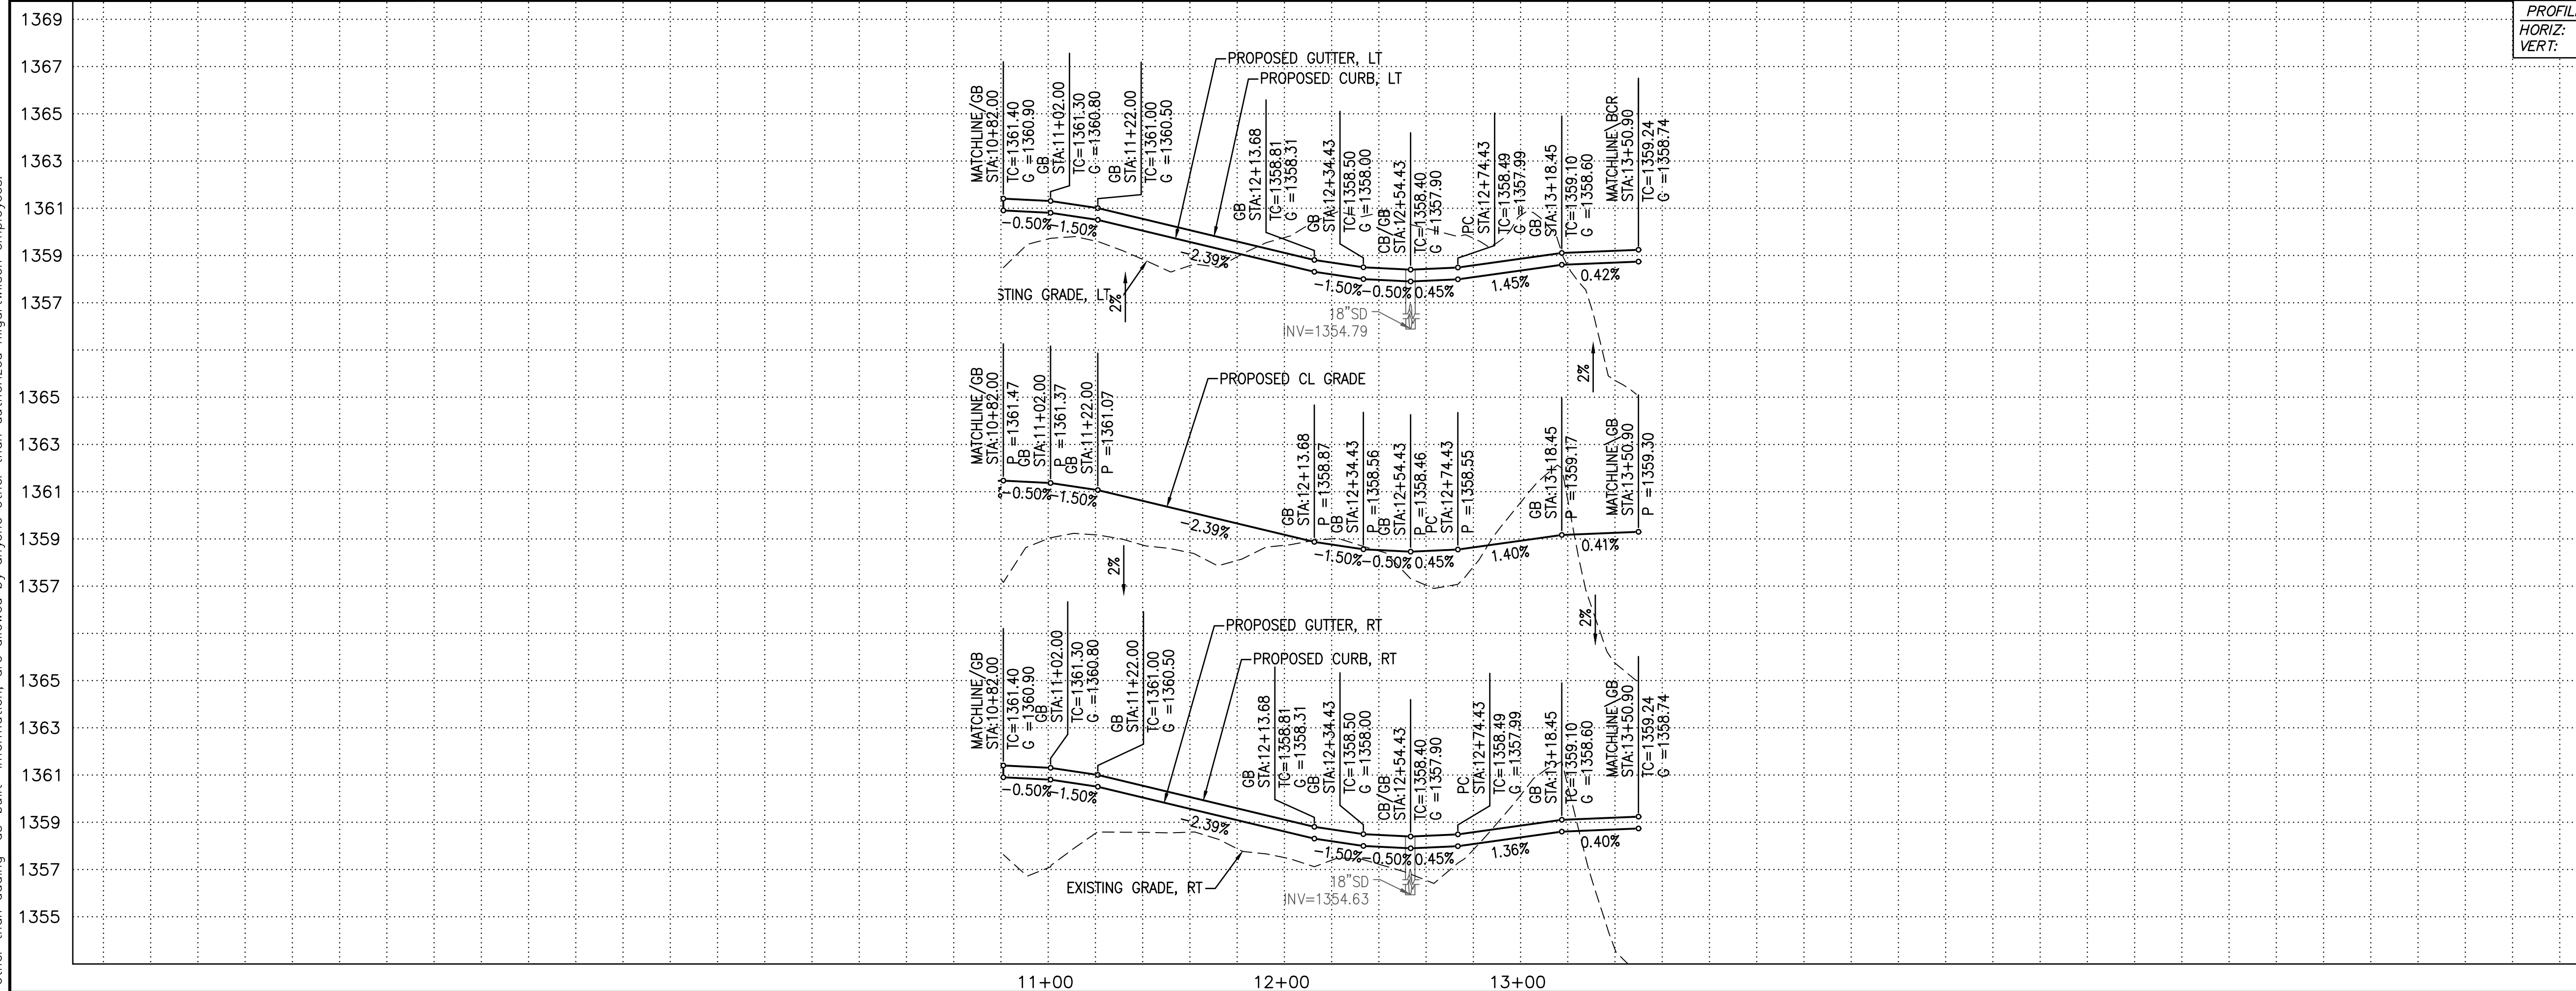 1369
1367
1365
1363
1361
1359
1357
1365
1363
1361
1359
1357
1365
1363
1361
1359
1357
1355
PROFIL
HORIZ:
VERT:
PROPOSED GUTTER, LT
PROPOSED CURB, LT
MATCHLINE/GB
STA:10+82.00
TC=1361.40
G =1360.90
GB
STA:11+02.00
TC=1361.30
G =1360.80
GB
STA:11+22.00
TC=1361.00
G =1360.50
GB
STA:12+13.68
TC=1358.81
G =1358.31
GB
STA:12+34.43
TC=1358.50
G =1358.00
CB/GB
STA:12+54.43
TC=1358.40
G =1357.90
PC
STA:12+74.43
TC=1358.49
G =1357.99
GB
STA:13+18.45
TC=1359.10
G =1358.60
MATCHLINE\BCR
STA:13+50.90
TC=1359.24
G =1358.74
-0.50%
-1.50%
-2.39%
-1.50%
-0.50%
0.45%
1.45%
0.42%
STING GRADE, LT
2%
18"SD
INV=1354.79
2%
PROPOSED CL GRADE
MATCHLINE/GB
STA:10+82.00
P =1361.47
GB
STA:11+02.00
P =1361.37
GB
STA:11+22.00
P =1361.07
GB
STA:12+13.68
P =1358.87
GB
STA:12+34.43
P =1358.56
GB
STA:12+54.43
P =1358.46
PC
STA:12+74.43
P =1358.55
GB
STA:13+18.45
P =1359.17
MATCHLINE/GB
STA:13+50.90
P =1359.30
-0.50%
-1.50%
-2.39%
-1.50%
-0.50%
0.45%
1.40%
0.41%
2%
2%
PROPOSED GUTTER, RT
PROPOSED CURB, RT
MATCHLINE/GB
STA:10+82.00
TC=1361.40
G =1360.90
GB
STA:11+02.00
TC=1361.30
G =1360.80
GB
STA:11+22.00
TC=1361.00
G =1360.50
GB
STA:12+13.68
TC=1358.81
G =1358.31
GB
STA:12+34.43
TC=1358.50
G =1358.00
CB/GB
STA:12+54.43
TC=1358.40
G =1357.90
PC
STA:12+74.43
TC=1358.49
G =1357.99
GB
STA:13+18.45
TC=1359.10
G =1358.60
MATCHLINE\GB
STA:13+50.90
TC=1359.24
G =1358.74
-0.50%
-1.50%
-2.39%
-1.50%
-0.50%
0.45%
1.36%
0.40%
EXISTING GRADE, RT
18"SD
INV=1354.63
11+00
12+00
13+00